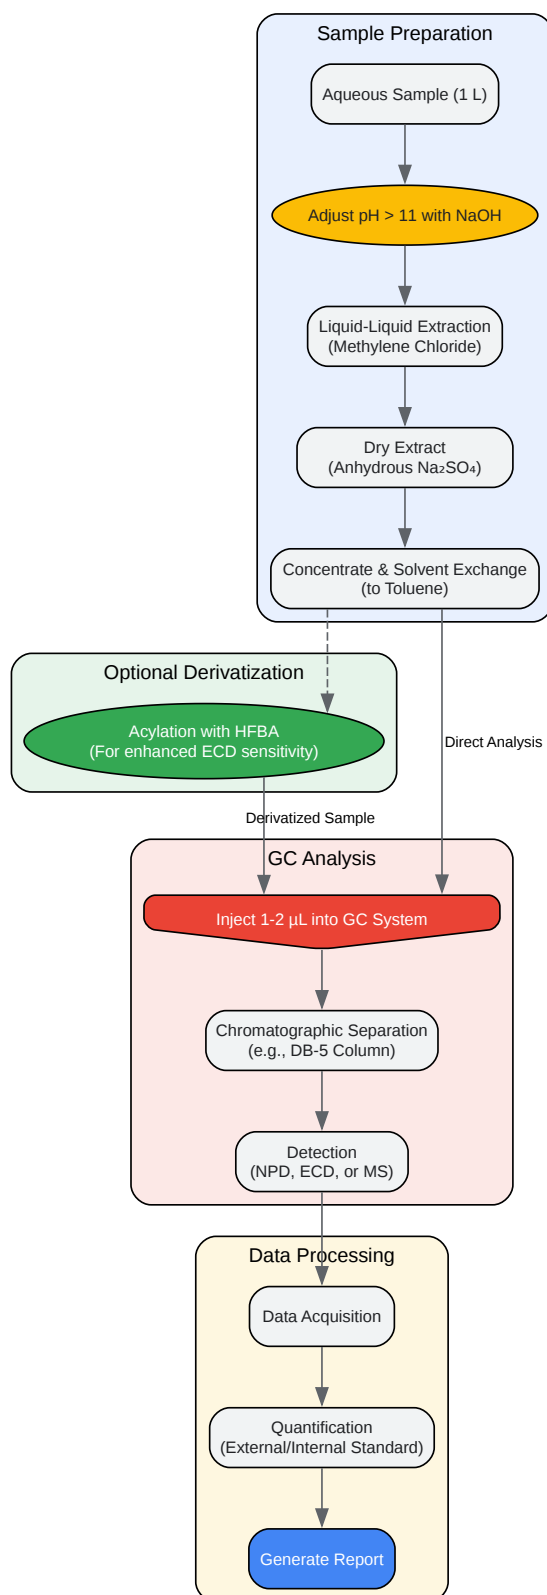 Sample Preparation
Aqueous Sample (1 L)
Adjust pH > 11 with NaOH
Liquid-Liquid Extraction
(Methylene Chloride)
Dry Extract
(Anhydrous Na₂SO₄)
Concentrate & Solvent Exchange
(to Toluene)
Optional Derivatization
Acylation with HFBA
(For enhanced ECD sensitivity)
Direct Analysis
Derivatized Sample
GC Analysis
Inject 1-2 µL into GC System
Chromatographic Separation
(e.g., DB-5 Column)
Detection
(NPD, ECD, or MS)
Data Processing
Data Acquisition
Quantification
(External/Internal Standard)
Generate Report